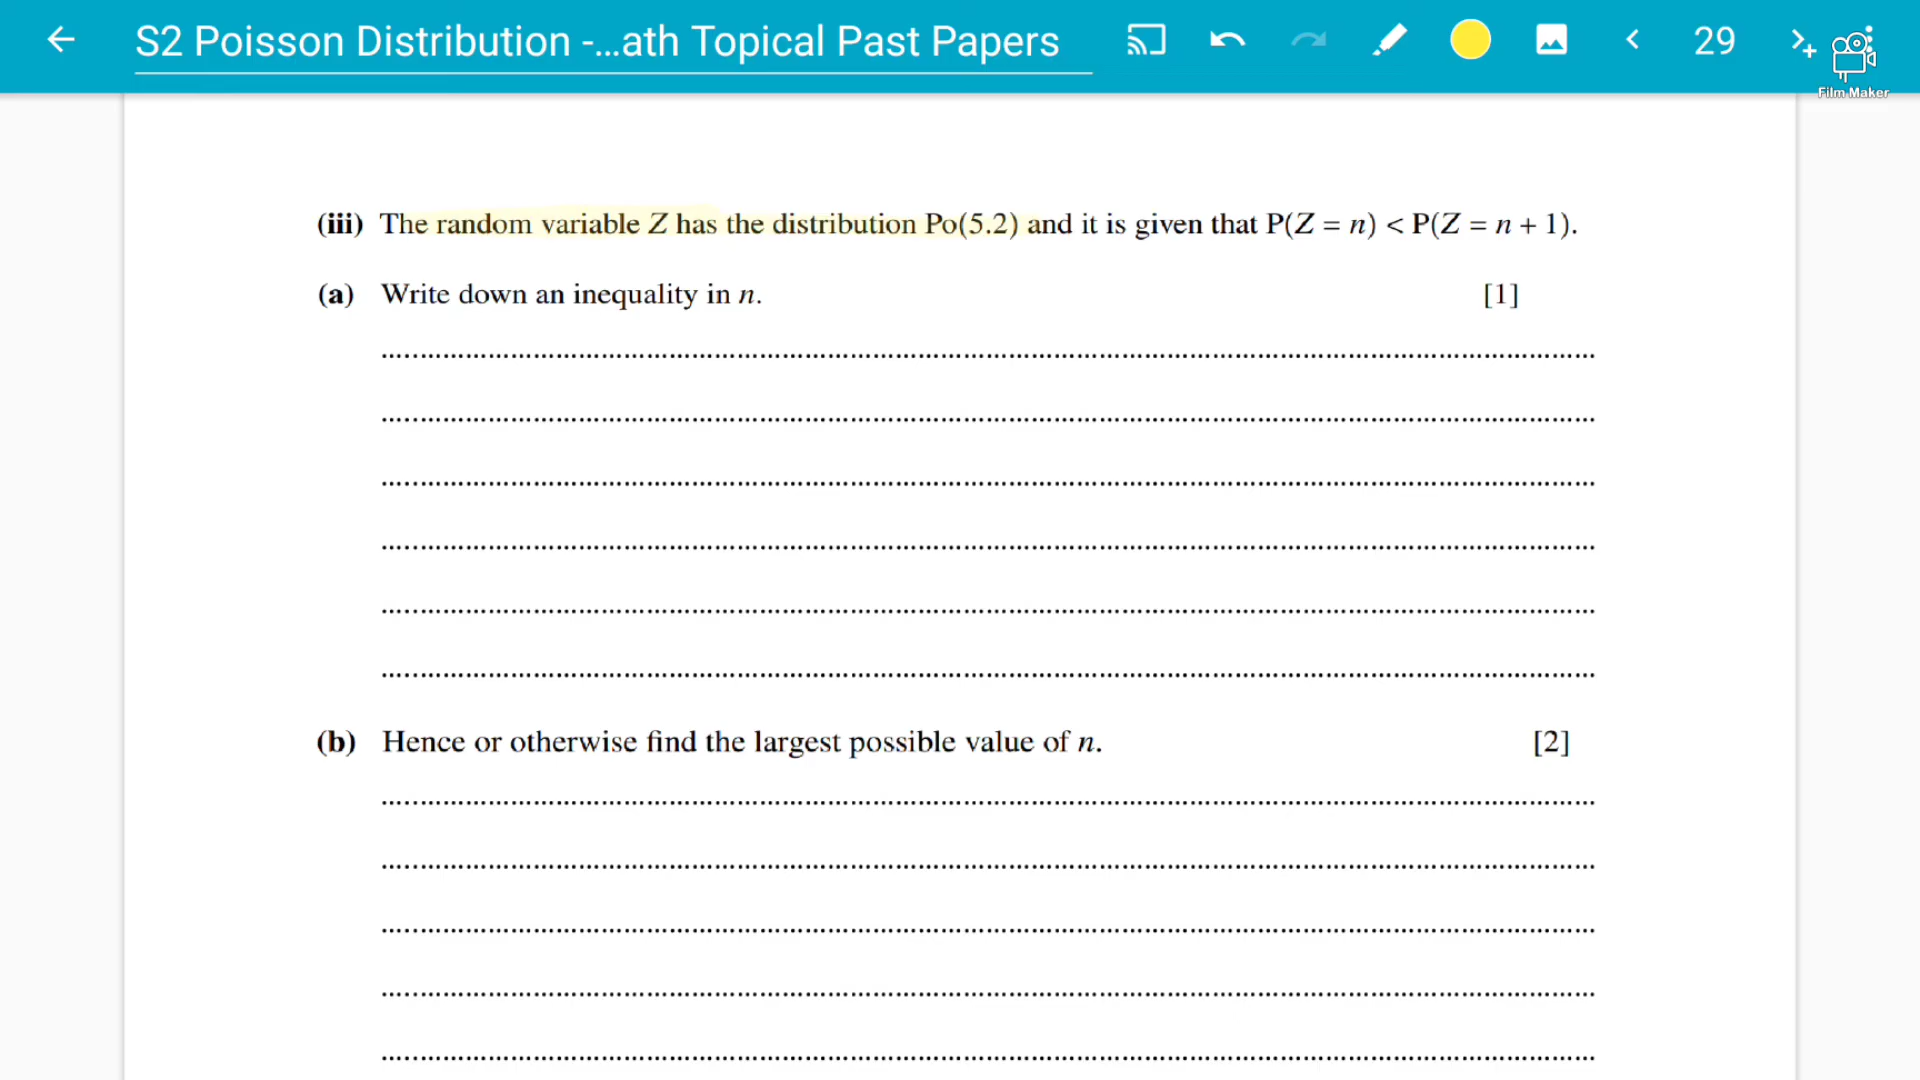 S2 Poisson Distribution -...ath Topical Past Papers
29
Film Maker
(iii) The random variable Z has the distribution Po(5.2) and it is given that P(Z = n) < P(Z = n + 1).
(a) Write down an inequality in n. [1]
(b) Hence or otherwise find the largest possible value of n. [2]